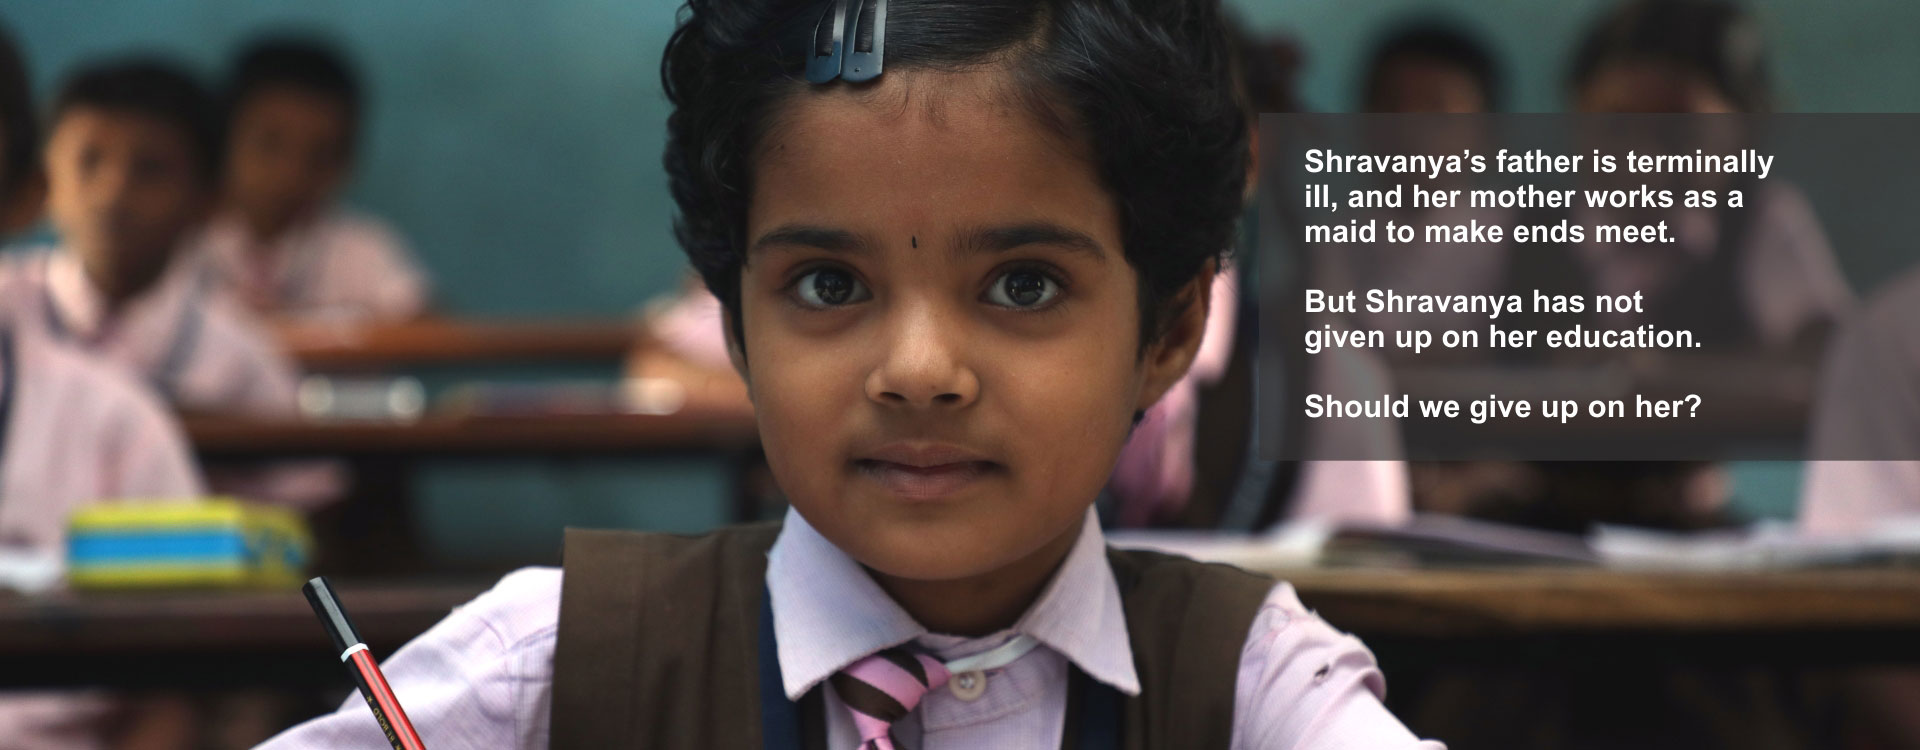 Shravanya’s father is terminally
ill, and her mother works as a
maid to make ends meet.
But Shravanya has not
given up on her education.
Should we give up on her?